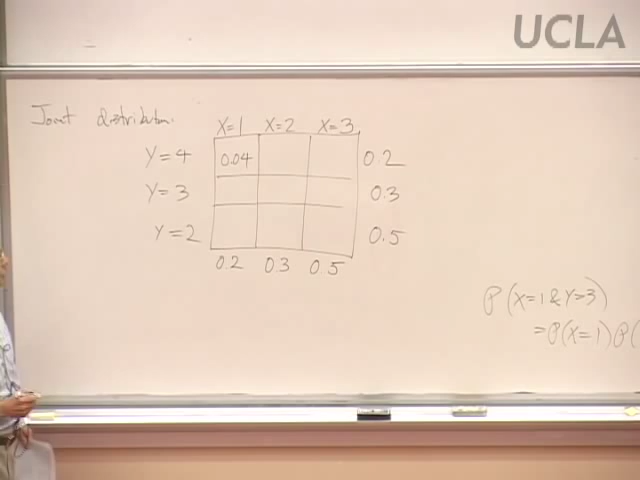 UCLA
Joint distribution.
X=1 X=2 X=3
Y=4 0.04 0.2
Y=3 0.3
Y=2 0.5
0.2 0.3 0.5
P(X=1 & Y=3)
=P(X=1)P(